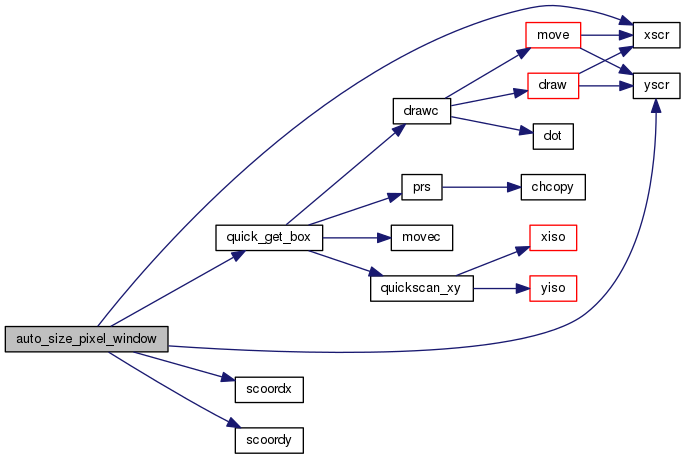 move
xscr
draw
yscr
drawc
dot
prs
chcopy
quick_get_box
movec
xiso
quickscan_xy
yiso
auto_size_pixel_window
scoordx
scoordy